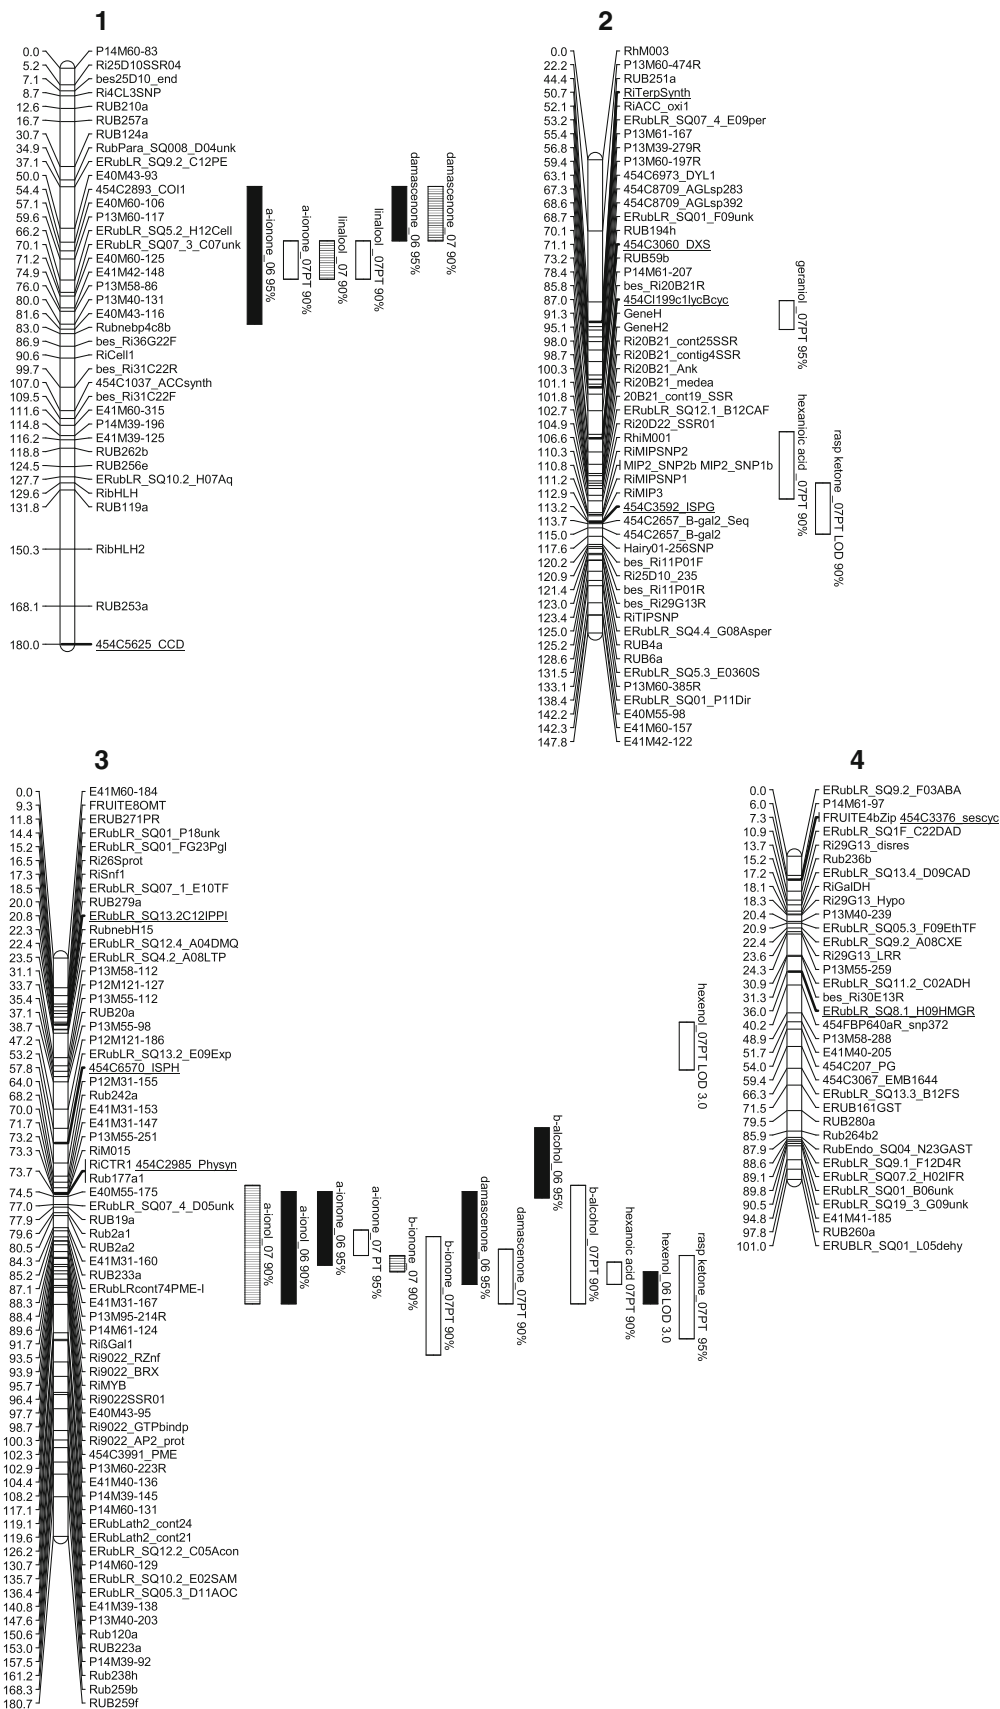 1
0.0 P14M60-83
5.2 Ri25D10SSR04
7.1 bes25D10_end
8.7 Ri4CL3SNP
12.6 RUB210a
16.7 RUB257a
30.7 RUB124a
34.9 RubPara_SQ008_D04unk
37.1 ERubLR_SQ9.2_C12PE
50.0 E40M43-93
54.4 454C2893_COI1
57.1 E40M60-106
59.6 P13M60-117
66.2 ERubLR_SQ5.2_H12Cell
70.1 ERubLR_SQ07_3_C07unk
71.2 E40M60-125
74.9 E41M42-148
76.0 P13M58-86
80.0 P13M40-131
81.6 E40M43-116
83.0 Rubnebp4c8b
86.9 bes_Ri36G22F
90.6 RiCell1
99.7 bes_Ri31C22R
107.0 454C1037_ACCsynth
109.5 bes_Ri31C22F
111.6 E41M60-315
114.8 P14M39-196
116.2 E41M39-125
118.8 RUB262b
124.5 RUB256e
127.7 ERubLR_SQ10.2_H07Aq
129.6 RibHLH
131.8 RUB119a
150.3 RibHLH2
168.1 RUB253a
180.0 454C5625_CCD
a-ionone_06 95%
a-ionone_07PT 90%
linalool_07 90%
linalool_07PT 90%
damascenone_06 95%
damascenone_07 90%
2
0.0 RhM003
22.2 P13M60-474R
44.4 RUB251a
50.7 RiTerpSynth
52.1 RiACC_oxi1
53.2 ERubLR_SQ07_4_E09per
55.4 P13M61-167
56.8 P13M39-279R
59.4 P13M60-197R
63.1 454C6973_DYL1
67.3 454C8709_AGLsp283
68.6 454C8709_AGLsp392
68.7 ERubLR_SQ01_F09unk
70.1 RUB194h
71.1 454C3060_DXS
73.2 RUB59b
78.4 P14M61-207
85.8 bes_Ri20B21R
87.0 454Cl199c1lycBcyc
91.3 GeneH
95.1 GeneH2
98.0 Ri20B21_cont25SSR
99.7 Ri20B21_contig4SSR
100.3 Ri20B21_Ank
101.1 Ri20B21_medea
101.8 20B21_cont19_SSR
102.7 ERubLR_SQ12.1_B12CAF
104.9 Ri20D22_SSR01
106.6 RhiM001
110.3 RiMIPSNP2
110.8 MIP2_SNP2b MIP2_SNP1b
111.2 RiMIPSNP1
112.9 RiMIP3
113.2 454C3592_ISPG
113.7 454C2657_B-gal2_Seq
115.0 454C2657_B-gal2
117.6 Hairy01-256SNP
120.2 bes_Ri11P01F
120.9 Ri25D10_235
121.4 bes_Ri11P01R
123.0 bes_Ri29G13R
123.4 RiTIPSNP
125.0 ERubLR_SQ4.4_G08Asper
125.2 RUB4a
128.6 RUB6a
131.5 ERubLR_SQ5.3_E0360S
133.1 P13M60-385R
138.4 ERubLR_SQ01_P11Dir
142.2 E40M55-98
142.3 E41M60-157
147.8 E41M42-122
geraniol_07PT 95%
hexanioic acid_07PT 90%
rasp ketone_07PT LOD 90%
3
0.0 E41M60-184
9.3 FRUITE8OMT
11.8 ERUB271PR
14.4 ERubLR_SQ01_P18unk
15.2 ERubLR_SQ01_FG23Pgl
16.5 Ri26Sprot
17.3 RiSnf1
18.5 ERubLR_SQ07_1_E10TF
20.0 RUB279a
20.8 ERubLR_SQ13.2C12IPPI
22.3 RubnebH15
22.4 ERubLR_SQ12.4_A04DMQ
23.5 ERubLR_SQ4.2_A08LTP
31.1 P13M58-112
33.7 P12M121-127
35.4 P13M55-112
37.1 RUB20a
38.7 P13M55-98
47.2 P12M121-186
53.2 ERubLR_SQ13.2_E09Exp
57.8 454C6570_ISPH
64.0 P12M31-155
68.2 Rub242a
70.0 E41M31-153
71.7 E41M31-147
73.2 P13M55-251
73.3 RiM015
73.7 RiCTR1 454C2985_Physyn
Rub177a1
74.5 E40M55-175
77.0 ERubLR_SQ07_4_D05unk
77.9 RUB19a
79.6 Rub2a1
80.5 RUB2a2
84.3 E41M31-160
85.2 RUB233a
87.1 ERubLRcont74PME-I
88.3 E41M31-167
88.4 P13M95-214R
89.6 P14M61-124
91.7 RißGal1
93.5 Ri9022_RZnf
93.9 Ri9022_BRX
95.7 RiMYB
96.4 Ri9022SSR01
97.7 E40M43-95
98.7 Ri9022_GTPbindp
100.3 Ri9022_AP2_prot
102.3 454C3991_PME
102.9 P13M60-223R
104.4 E41M40-136
108.2 P14M39-145
117.1 P14M60-131
119.1 ERubLath2_cont24
119.6 ERubLath2_cont21
126.2 ERubLR_SQ12.2_C05Acon
130.7 P14M60-129
135.7 ERubLR_SQ10.2_E02SAM
136.4 ERubLR_SQ05.3_D11AOC
140.8 E41M39-138
147.6 P13M40-203
150.6 Rub120a
153.0 RUB223a
157.5 P14M39-92
161.2 Rub238h
168.3 Rub259b
180.7 RUB259f
a-ionol_07 90%
a-ionol_06 90%
a-ionone_06 95%
a-ionone_07 PT 95%
b-ionone_07 90%
b-ionone_07PT 90%
damascenone_06 95%
damascenone_07PT 90%
b-alcohol_06 95%
b-alcohol_07PT 90%
hexanoic acid_07PT 90%
hexenol_06 LOD 3.0
rasp ketone_07PT 95%
hexenol_07PT LOD 3.0
4
0.0 ERubLR_SQ9.2_F03ABA
6.0 P14M61-97
7.3 FRUITE4bZip 454C3376_sescyc
10.9 ERubLR_SQ1F_C22DAD
13.7 Ri29G13_disres
15.2 Rub236b
17.2 ERubLR_SQ13.4_D09CAD
18.1 RiGalDH
18.3 Ri29G13_Hypo
20.4 P13M40-239
20.9 ERubLR_SQ05.3_F09EthTF
22.4 ERubLR_SQ9.2_A08CXE
23.6 Ri29G13_LRR
24.3 P13M55-259
30.9 ERubLR_SQ11.2_C02ADH
31.3 bes_Ri30E13R
36.0 ERubLR_SQ8.1_H09HMGR
40.2 454FBP640aR_snp372
48.9 P13M58-288
51.7 E41M40-205
54.0 454C207_PG
59.4 454C3067_EMB1644
66.3 ERubLR_SQ13.3_B12FS
71.5 ERUB161GST
79.5 RUB280a
85.9 Rub264b2
87.9 RubEndo_SQ04_N23GAST
88.6 ERubLR_SQ9.1_F12D4R
89.1 ERubLR_SQ07.2_H02IFR
89.8 ERubLR_SQ01_B06unk
90.5 ERubLR_SQ19_3_G09unk
94.8 E41M41-185
97.8 RUB260a
101.0 ERUBLR_SQ01_L05dehy